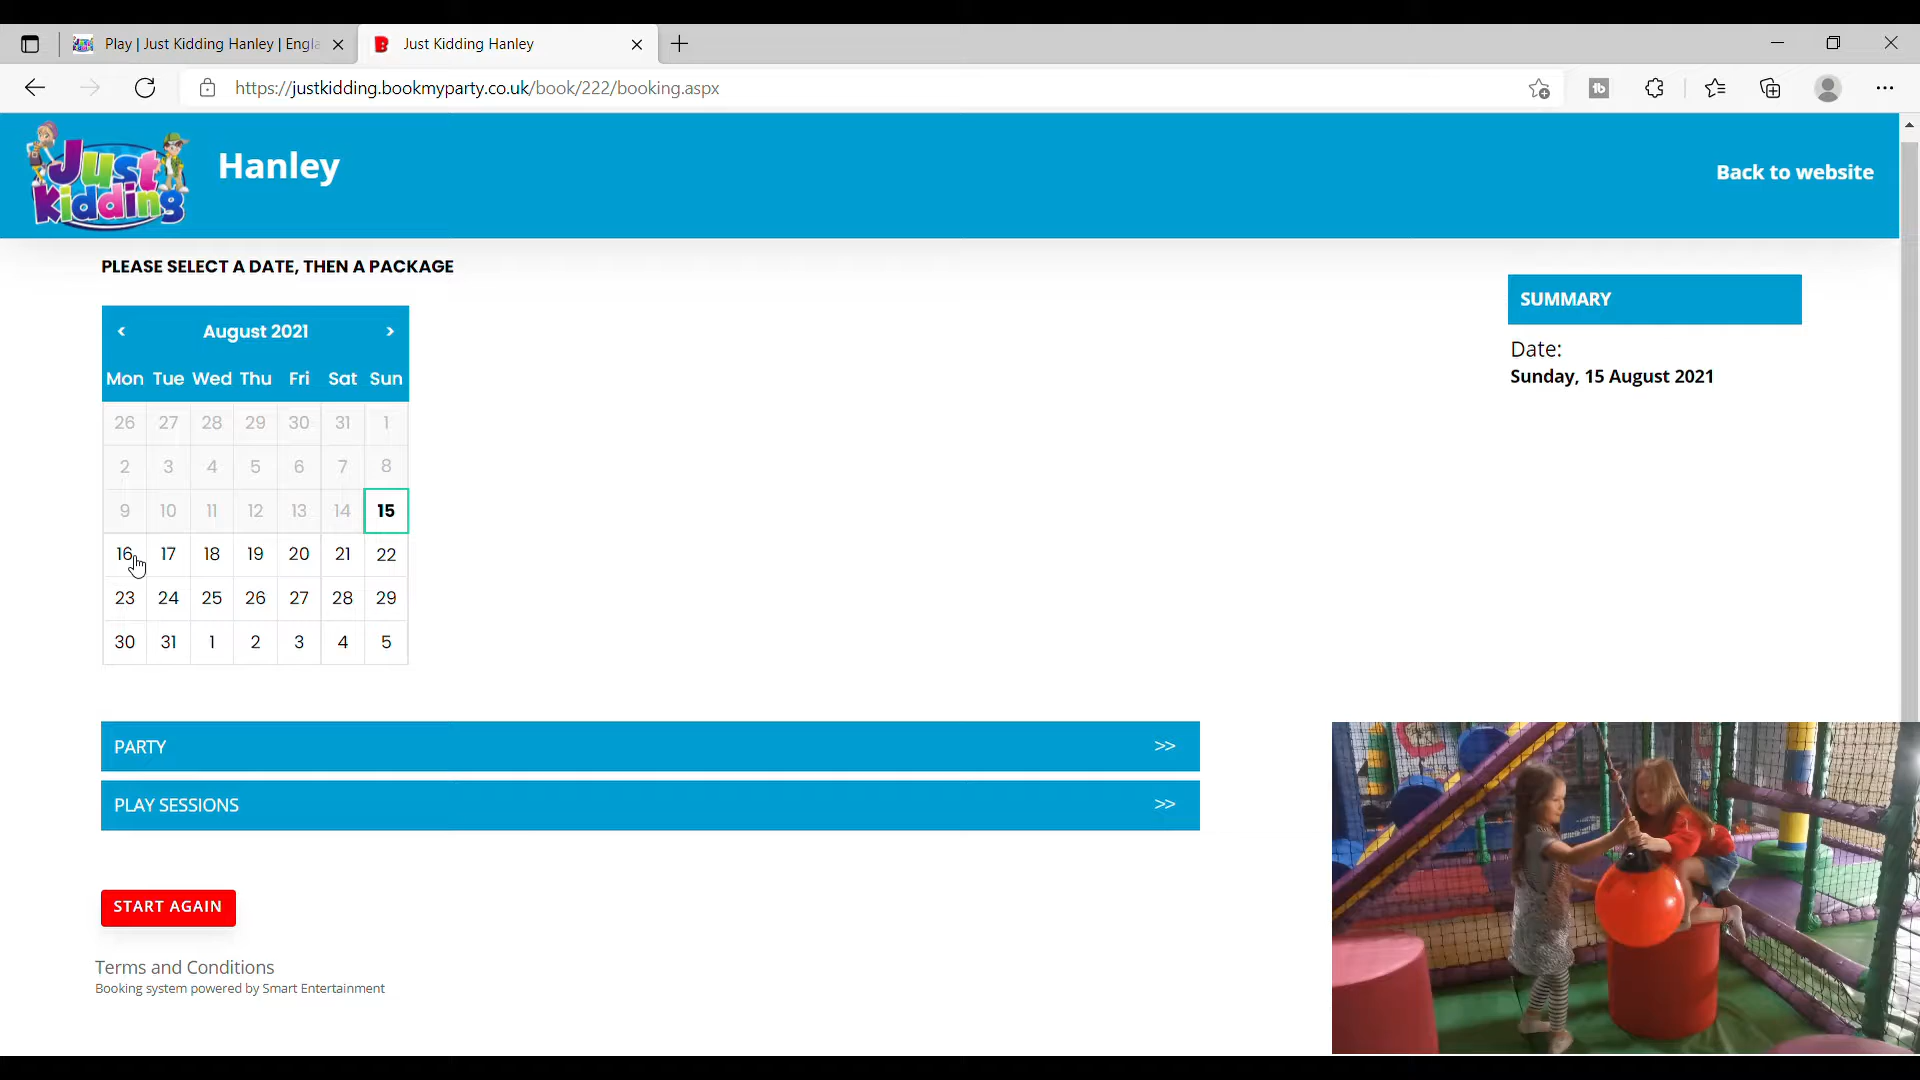 Play | Just Kidding Hanley | Engla
Just Kidding Hanley
https://justkidding.bookmyparty.co.uk/book/222/booking.aspx
Just Kidding
Hanley
Back to website
PLEASE SELECT A DATE, THEN A PACKAGE
SUMMARY
Date:
Sunday, 15 August 2021
< August 2021 >
Mon Tue Wed Thu Fri Sat Sun
26 27 28 29 30 31 1
2 3 4 5 6 7 8
9 10 11 12 13 14 15
16 17 18 19 20 21 22
23 24 25 26 27 28 29
30 31 1 2 3 4 5
PARTY >>
PLAY SESSIONS >>
START AGAIN
Terms and Conditions
Booking system powered by Smart Entertainment